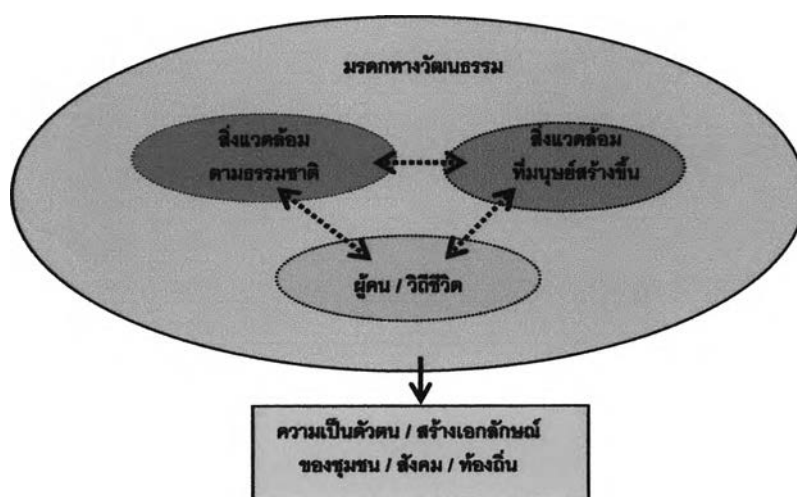 มรดกทางวัฒนธรรม
สิ่งแวดล้อม
ตามธรรมชาติ
สิ่งแวดล้อม
ที่มนุษย์สร้างขึ้น
ผู้คน / วิถีชีวิต
ความเป็นตัวตน / สร้างเอกลักษณ์
ของชุมชน / สังคม / ท้องถิ่น